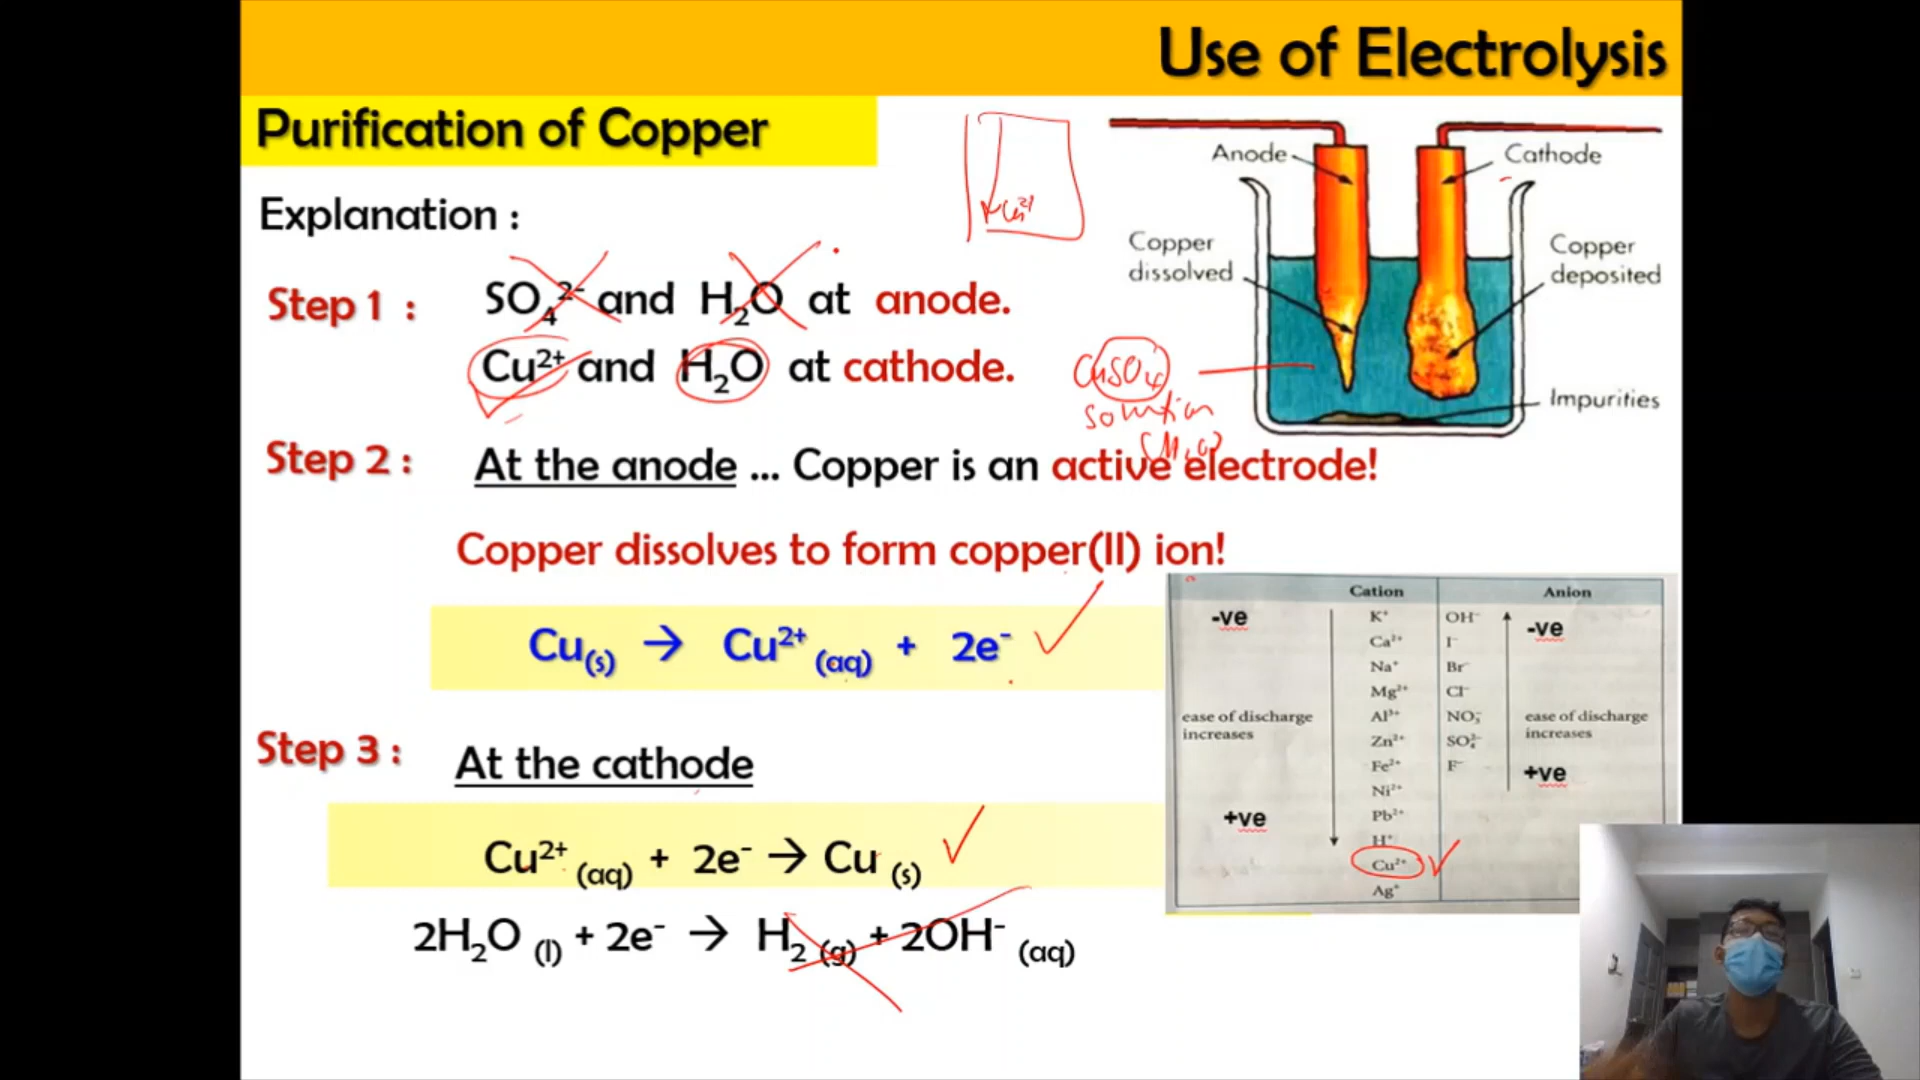 Use of Electrolysis
Purification of Copper
Explanation :
Step 1 : SO₄²⁻ and H₂O at anode.
Cu²⁺ and H₂O at cathode.
Step 2 : At the anode ... Copper is an active electrode!
Copper dissolves to form copper(II) ion!
Cu(s) → Cu²⁺ (aq) + 2e⁻
Step 3 : At the cathode
Cu²⁺ (aq) + 2e⁻ → Cu (s)
2H₂O (l) + 2e⁻ → H₂ (g) + 2OH⁻ (aq)
Anode
Cathode
Copper
dissolved
Copper
deposited
Impurities
CuSO₄
solution
Cation Anion
-ve K⁺ OH⁻ -ve
Ca²⁺ I⁻
Na⁺ Br⁻
Mg²⁺ Cl⁻
ease of discharge Al³⁺ NO₃⁻ ease of discharge
increases Zn²⁺ SO₄²⁻ increases
Fe²⁺ F⁻ +ve
Ni²⁺
+ve Pb²⁺
H⁺
Cu²⁺
Ag⁺